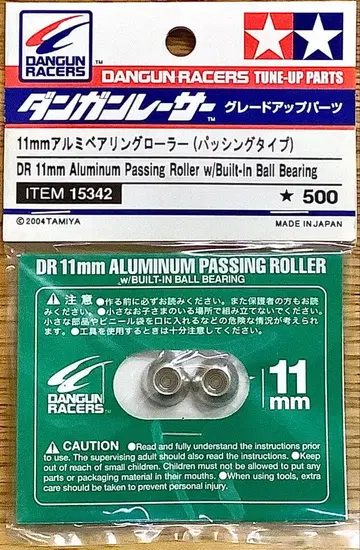 DANGUN
RACERS
TAMIYA
DANGUN-RACERS TUNE-UP PARTS
ダンガンレーサー™ グレードアップパーツ
11mmアルミベアリングローラー(パッシングタイプ)
DR 11mm Aluminum Passing Roller w/Built-In Ball Bearing
ITEM 15342
★ 500
©2004 TAMIYA
MADE IN JAPAN
DR 11mm ALUMINUM PASSING ROLLER
w/BUILT-IN BALL BEARING
⚠注意 ●作る前に必ずお読みください。また保護者の方もお読
みください。●小さなお子さまのいる場所で組み立てないでください。
小さな部品やビニール袋を口に入れるなどの危険な情況が考えられま
す。●工具を使用するときは十分注意してください。
DANGUN
RACERS
11
mm
⚠CAUTION ●Read and fully understand the instructions prior
to use. The supervising adult should also read the instructions. ●Keep
out of reach of small children. Children must not be allowed to put any
parts or packaging material in their mouths. ●When using tools, extra
care should be taken to prevent personal injury.